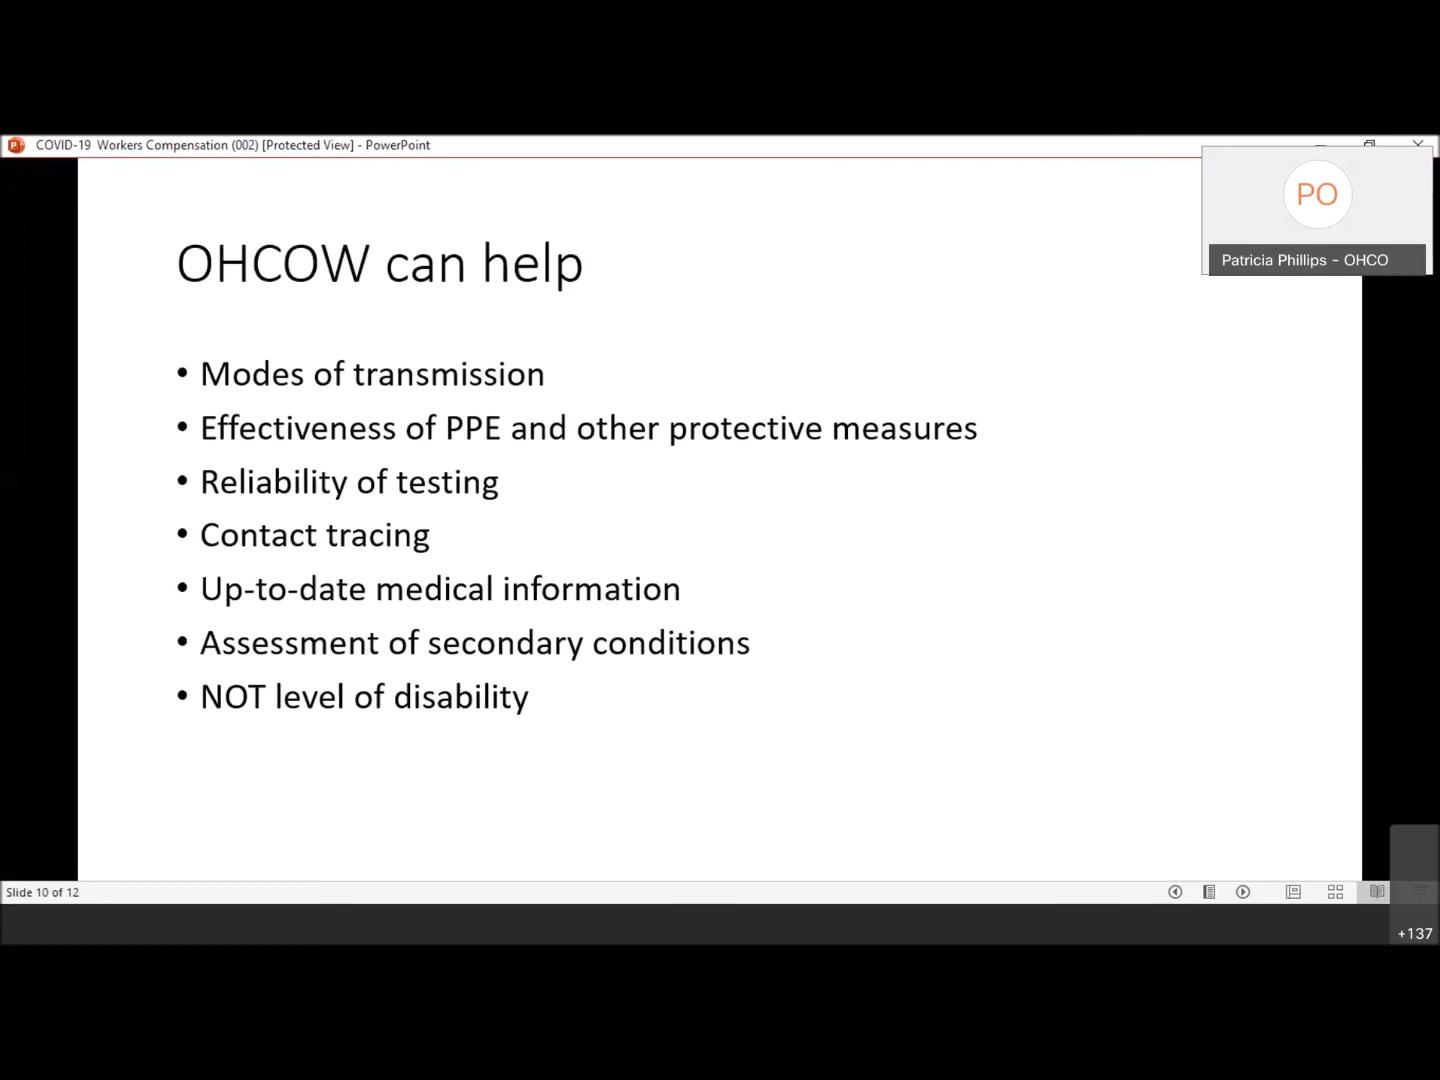 COVID-19 Workers Compensation (002) [Protected View] - PowerPoint
PO
Patricia Phillips - OHCO
OHCOW can help
• Modes of transmission
• Effectiveness of PPE and other protective measures
• Reliability of testing
• Contact tracing
• Up-to-date medical information
• Assessment of secondary conditions
• NOT level of disability
Slide 10 of 12
+137